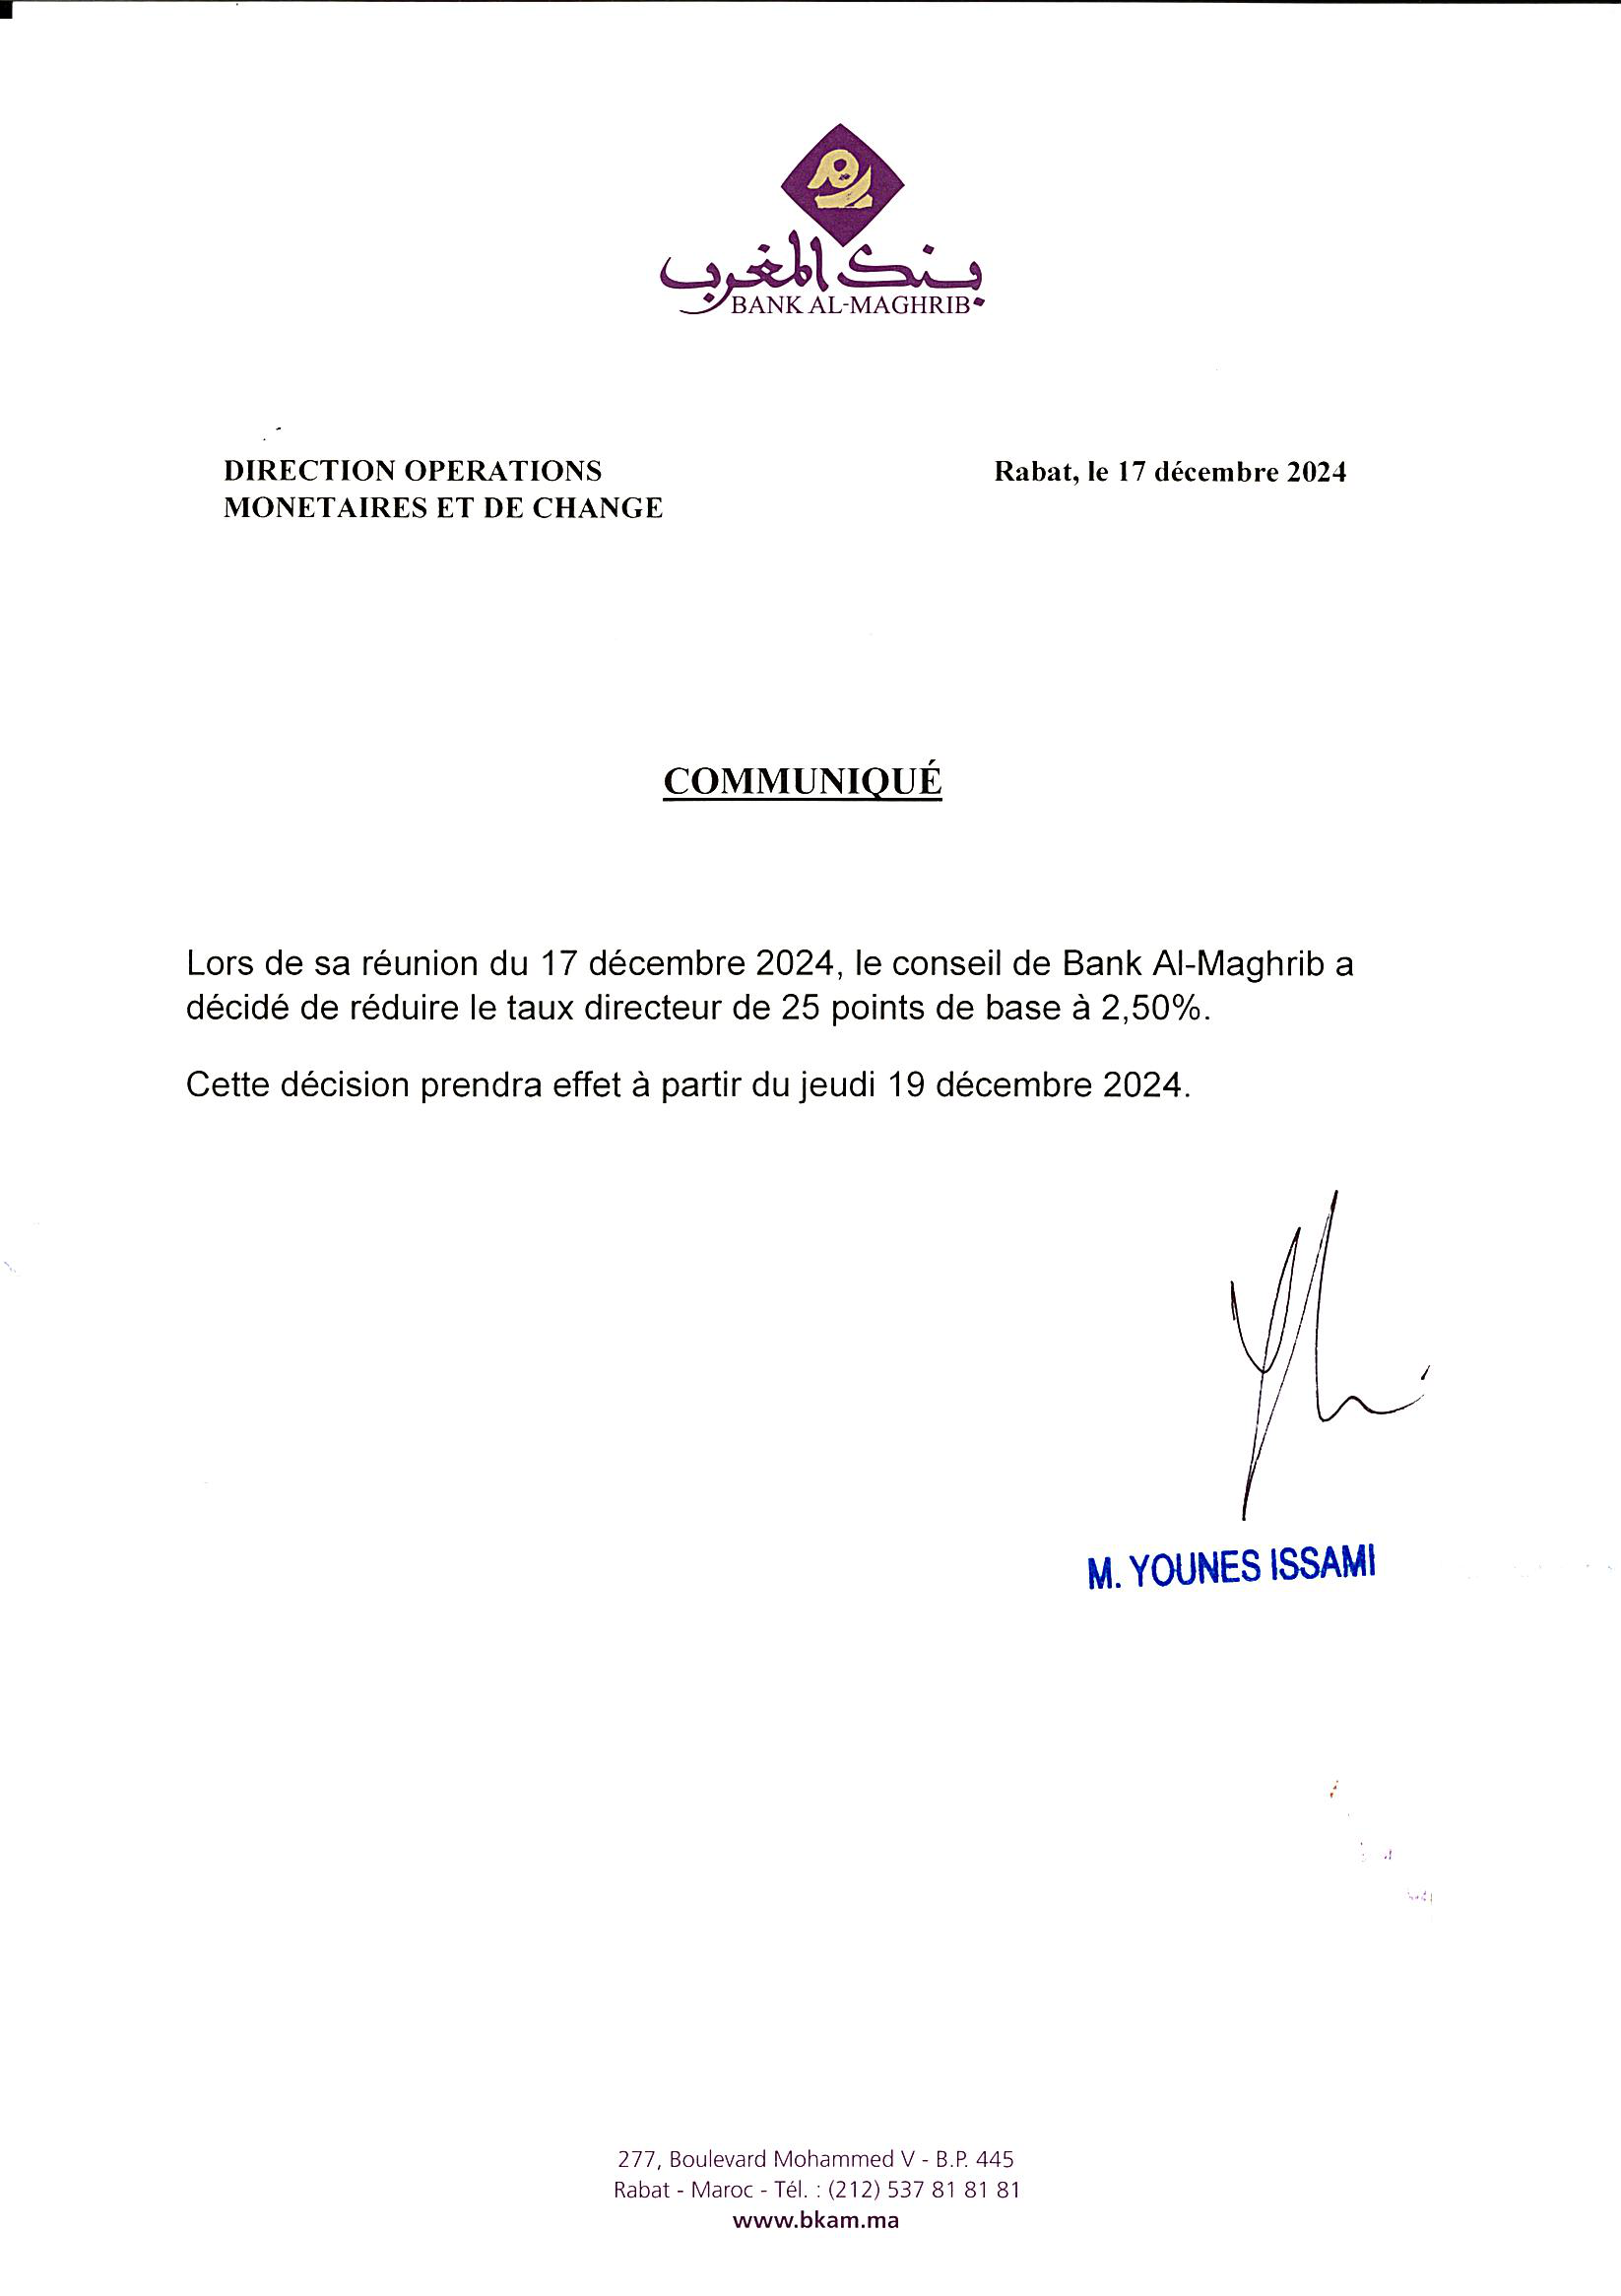 بنك المغرب
BANK AL-MAGHRIB
DIRECTION OPERATIONS
MONETAIRES ET DE CHANGE
Rabat, le 17 décembre 2024
COMMUNIQUÉ
Lors de sa réunion du 17 décembre 2024, le conseil de Bank Al-Maghrib a
décidé de réduire le taux directeur de 25 points de base à 2,50%.
Cette décision prendra effet à partir du jeudi 19 décembre 2024.
M. YOUNES ISSAMI
277, Boulevard Mohammed V - B.P. 445
Rabat - Maroc - Tél. : (212) 537 81 81 81
www.bkam.ma